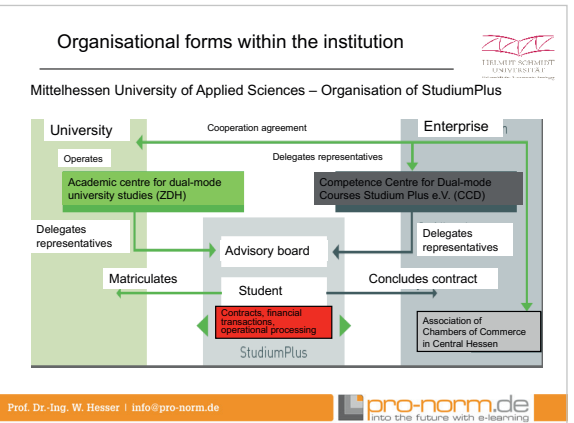 Organisational forms within the institution
HELMUT SCHMIDT
UNIVERSITÄT
Mittelhessen University of Applied Sciences – Organisation of StudiumPlus
University
Cooperation agreement
Enterprise
Operates
Delegates representatives
Academic centre for dual-mode
university studies (ZDH)
Competence Centre for Dual-mode
Courses Studium Plus e.V. (CCD)
Delegates
representatives
Advisory board
Delegates
representatives
Matriculates
Student
Concludes contract
Contracts, financial
transactions,
operational processing
StudiumPlus
Association of
Chambers of Commerce
in Central Hessen
Prof. Dr.-Ing. W. Hesser | info@pro-norm.de
pro-norm.de
into the future with e-learning